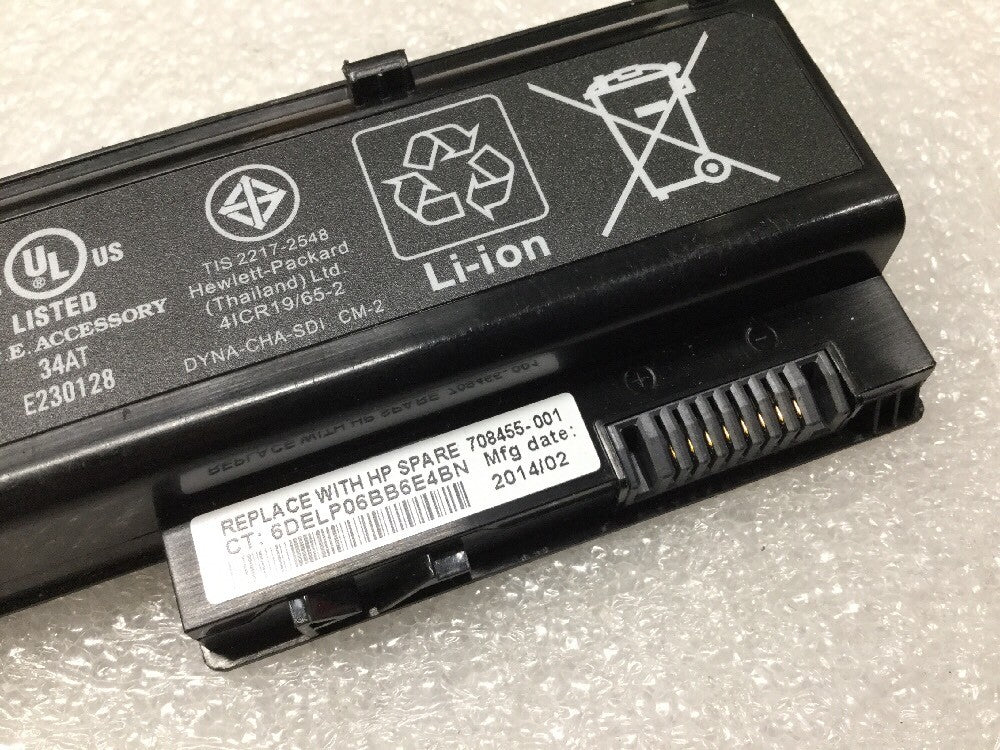 UL
®
US
LISTED
E. ACCESSORY
34AT
E230128
TIS 2217-2548
Hewlett-Packard
(Thailand) Ltd.
4ICR19/65-2
DYNA-CHA-SDI CM-2
Li-ion
REPLACE WITH HP SPARE 708455-001
CT: 6DELP06BB6E4BN
Mfg date:
2014/02